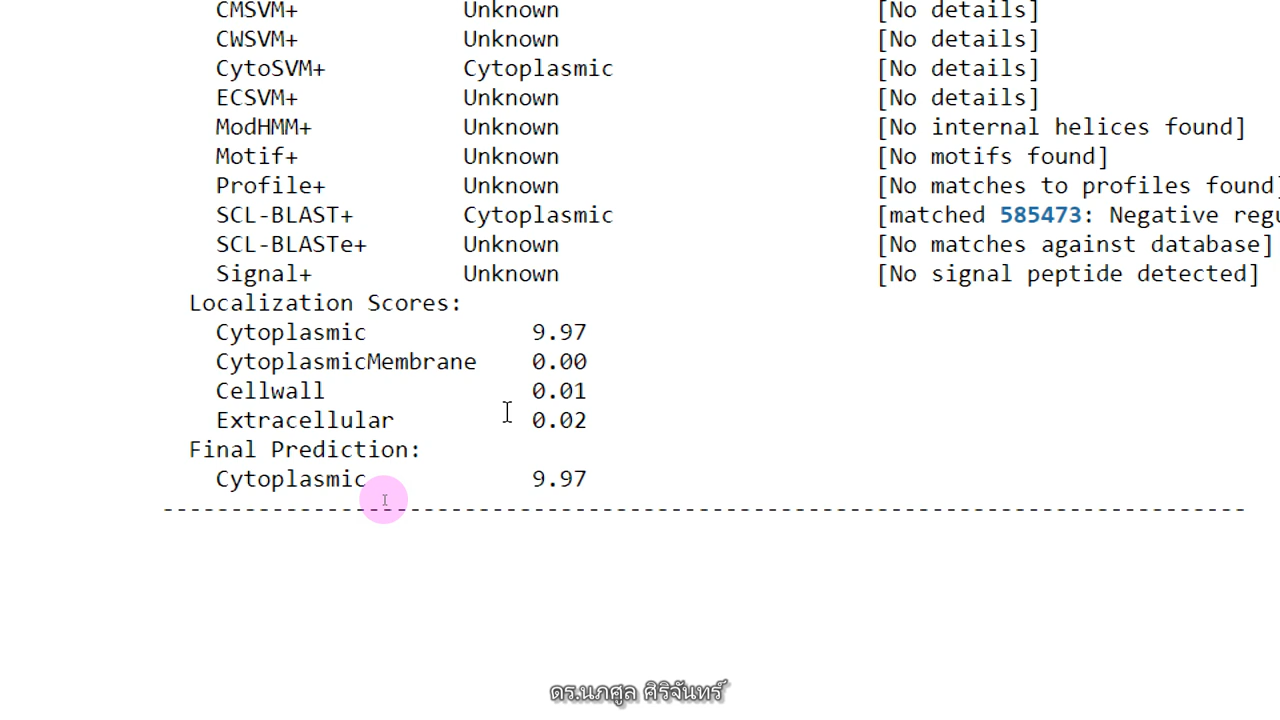 CMSVM+ Unknown [No details]
CWSVM+ Unknown [No details]
CytoSVM+ Cytoplasmic [No details]
ECSVM+ Unknown [No details]
ModHMM+ Unknown [No internal helices found]
Motif+ Unknown [No motifs found]
Profile+ Unknown [No matches to profiles found]
SCL-BLAST+ Cytoplasmic [matched 585473: Negative regu
SCL-BLASTe+ Unknown [No matches against database]
Signal+ Unknown [No signal peptide detected]
Localization Scores:
Cytoplasmic 9.97
CytoplasmicMembrane 0.00
Cellwall 0.01
Extracellular 0.02
Final Prediction:
Cytoplasmic 9.97
ดร.นภศูล ศิริจันทร์